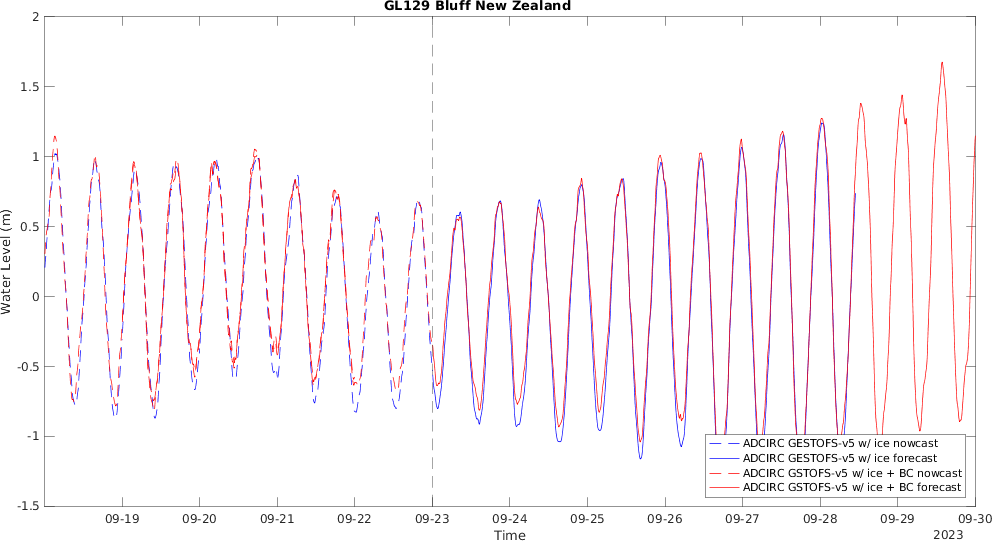 GL129 Bluff New Zealand
2
1.5
1
0.5
0
-0.5
-1
-1.5
Water Level (m)
ADCIRC GESTOFS-v5 w/ ice nowcast
ADCIRC GESTOFS-v5 w/ ice forecast
ADCIRC GSTOFS-v5 w/ ice + BC nowcast
ADCIRC GSTOFS-v5 w/ ice + BC forecast
09-19 09-20 09-21 09-22 09-23 09-24 09-25 09-26 09-27 09-28 09-29 09-30
Time
2023